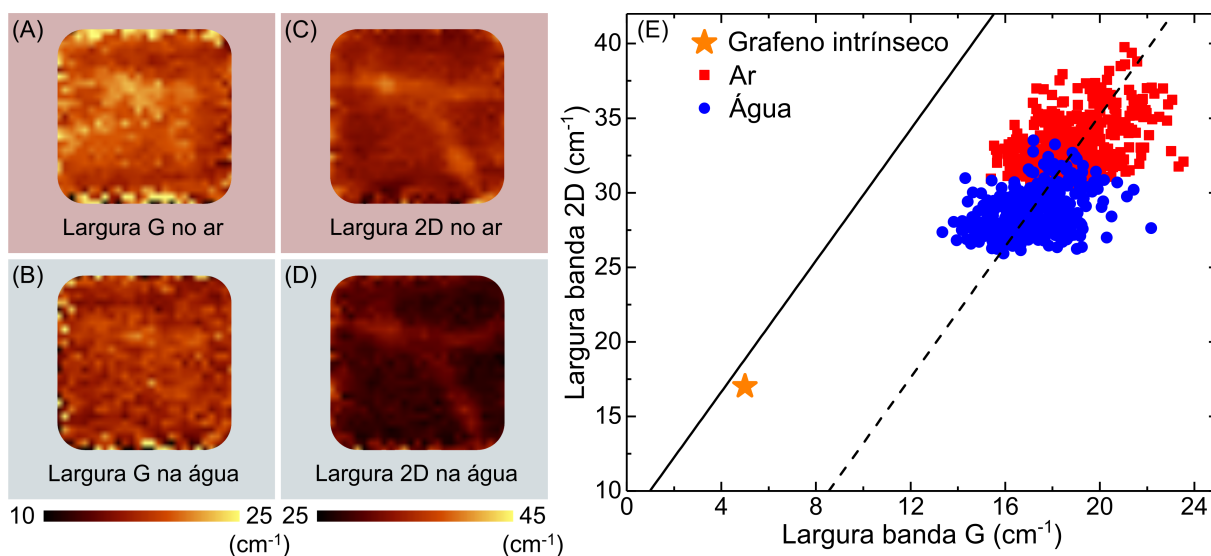 (A)
Largura G no ar
(C)
Largura 2D no ar
(B)
Largura G na água
(D)
Largura 2D na água
10
25
(cm⁻¹)
25
45
(cm⁻¹)
(E)
Grafeno intrínseco
Ar
Água
Largura banda 2D (cm⁻¹)
40
35
30
25
20
15
10
0
4
8
12
16
20
24
Largura banda G (cm⁻¹)